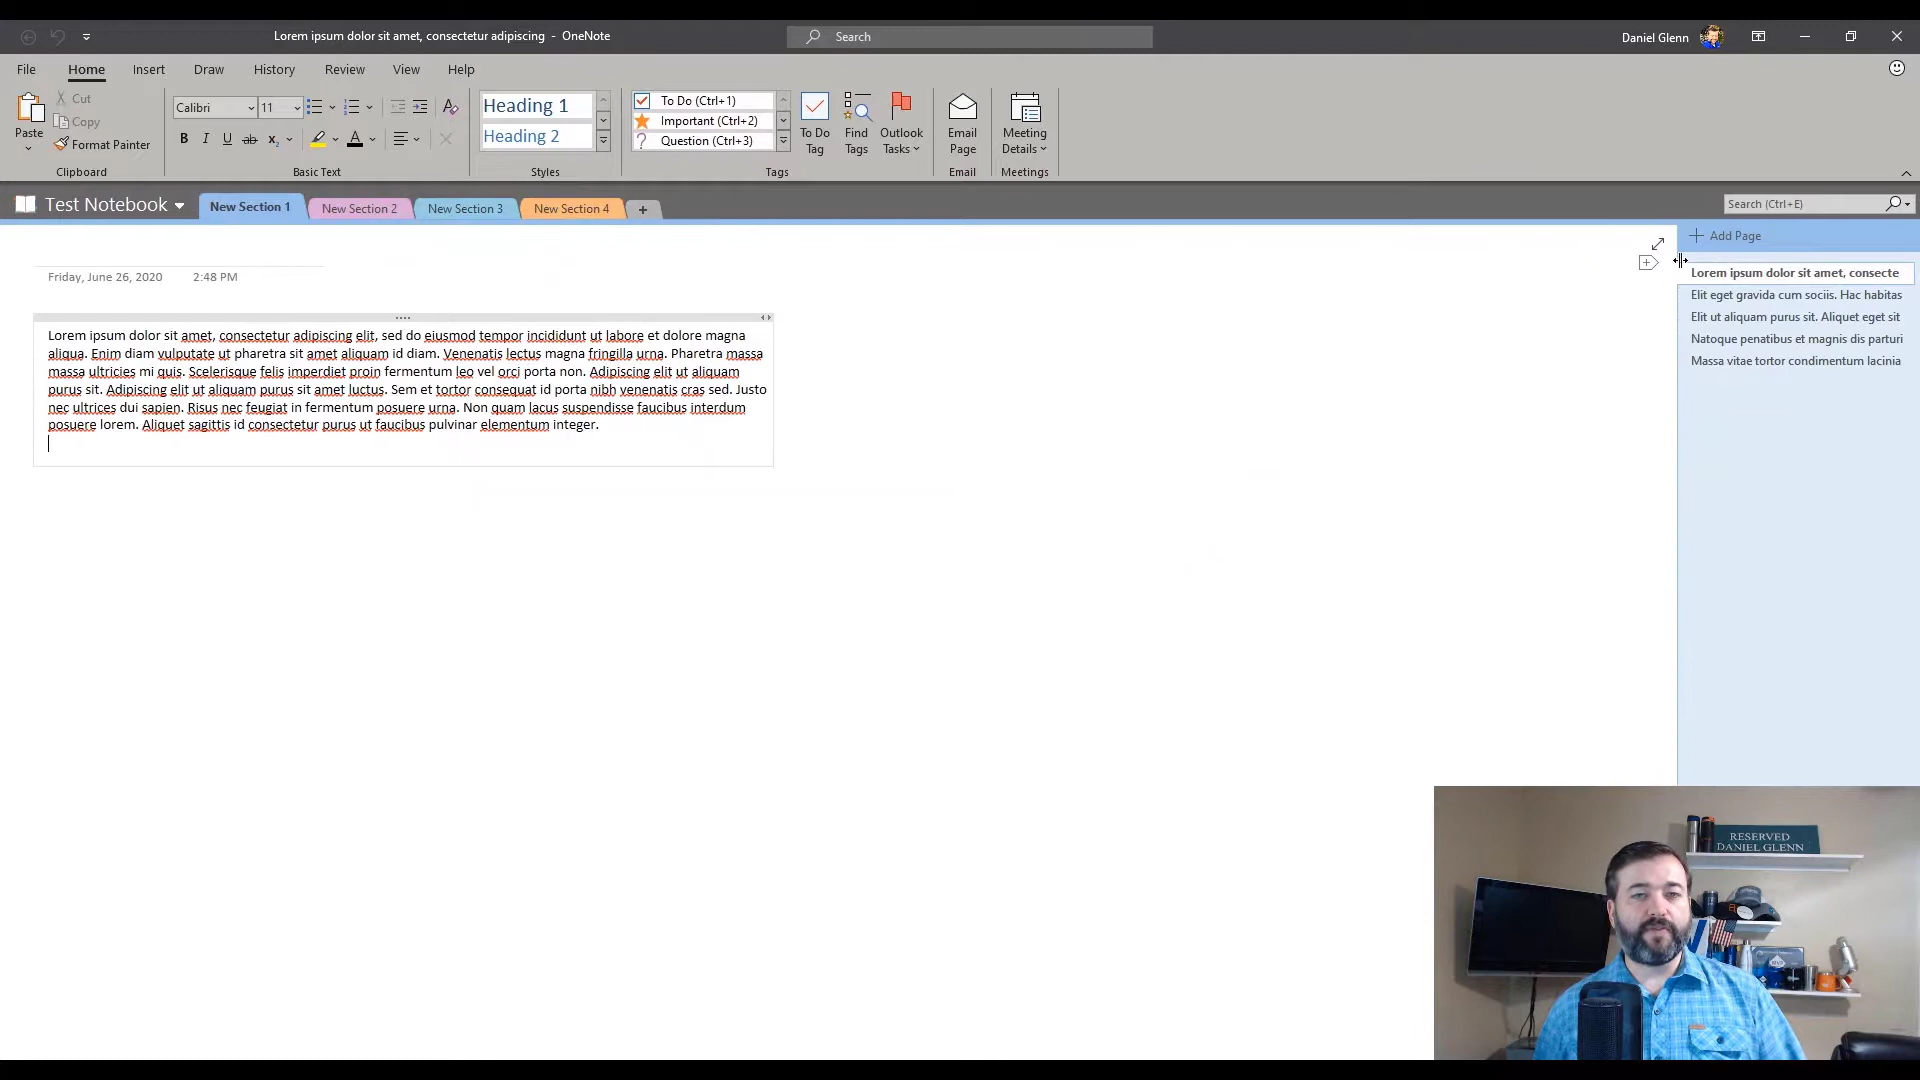 Lorem ipsum dolor sit amet, consectetur adipiscing - OneNote
Search
Daniel Glenn
File
Home
Insert
Draw
History
Review
View
Help
Paste
Cut
Copy
Format Painter
Clipboard
Calibri
11
Basic Text
Heading 1
Heading 2
Styles
To Do (Ctrl+1)
Important (Ctrl+2)
Question (Ctrl+3)
To Do
Tag
Find
Tags
Outlook
Tasks
Tags
Email
Page
Email
Meeting
Details
Meetings
Test Notebook
New Section 1
New Section 2
New Section 3
New Section 4
Search (Ctrl+E)
Add Page
Friday, June 26, 2020 2:48 PM
Lorem ipsum dolor sit amet, consectetur adipiscing elit, sed do eiusmod tempor incididunt ut labore et dolore magna
aliqua. Enim diam vulputate ut pharetra sit amet aliquam id diam. Venenatis lectus magna fringilla urna. Pharetra massa
massa ultricies mi quis. Scelerisque felis imperdiet proin fermentum leo vel orci porta non. Adipiscing elit ut aliquam
purus sit. Adipiscing elit ut aliquam purus sit amet luctus. Sem et tortor consequat id porta nibh venenatis cras sed. Justo
nec ultrices dui sapien. Risus nec feugiat in fermentum posuere urna. Non quam lacus suspendisse faucibus interdum
posuere lorem. Aliquet sagittis id consectetur purus ut faucibus pulvinar elementum integer.
Lorem ipsum dolor sit amet, consecte
Elit eget gravida cum sociis. Hac habitas
Elit ut aliquam purus sit. Aliquet eget sit
Natoque penatibus et magnis dis parturi
Massa vitae tortor condimentum lacinia
RESERVED
DANIEL GLENN